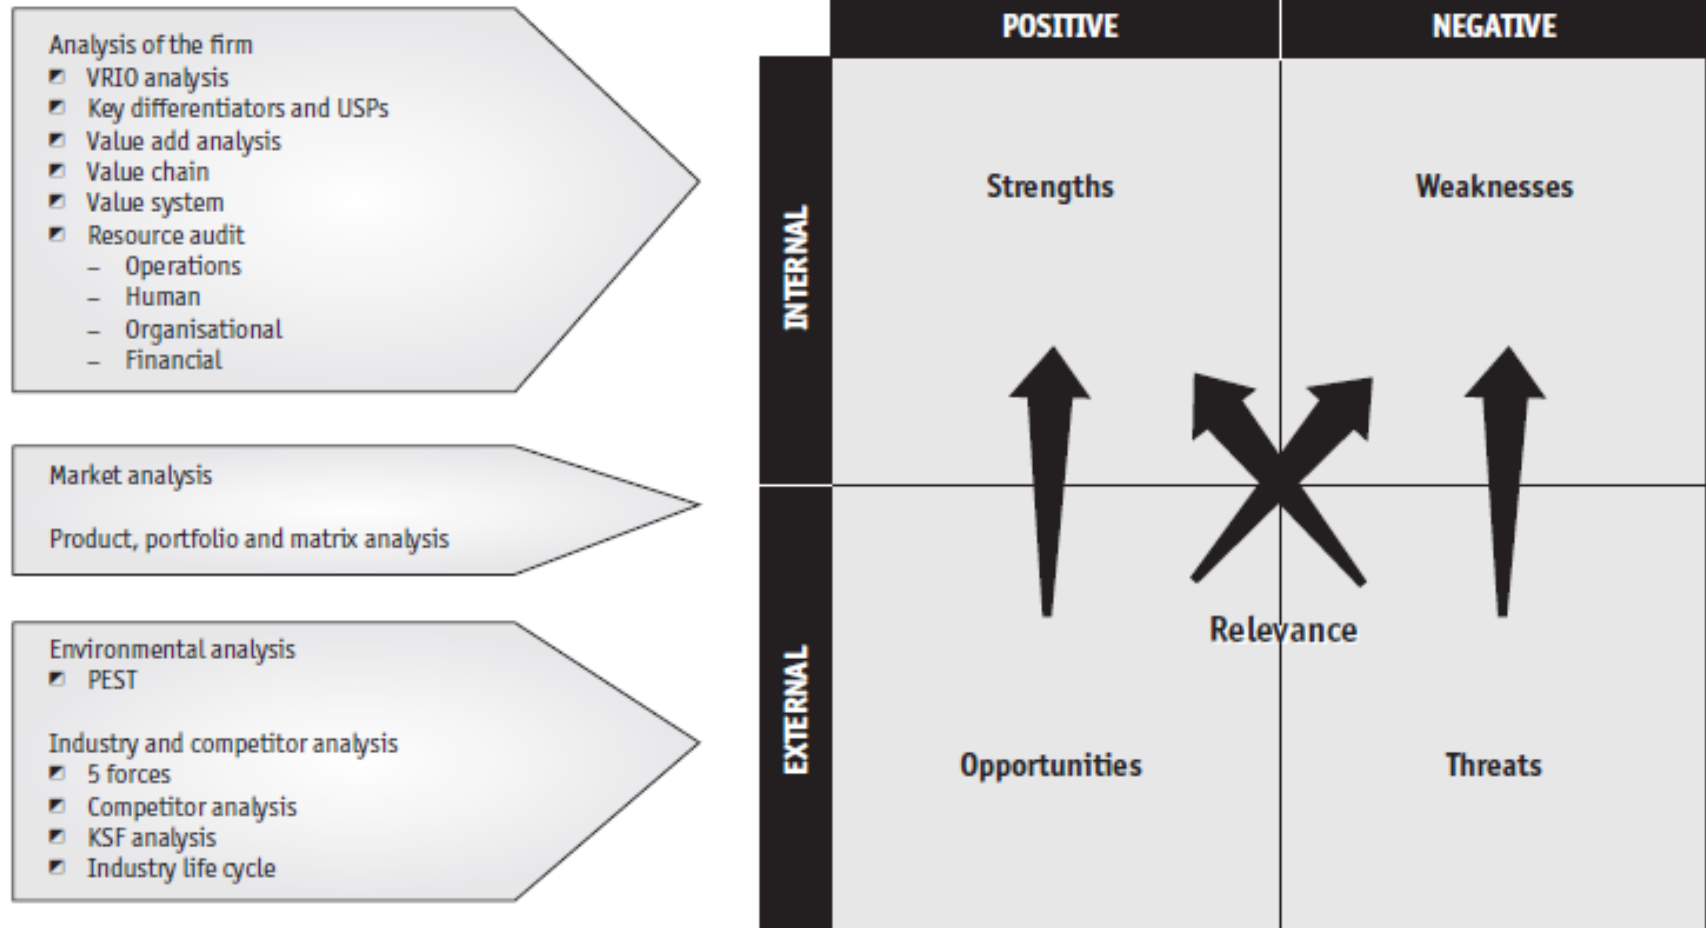 Analysis of the firm
VRIO analysis
Key differentiators and USPs
Value add analysis
Value chain
Value system
Resource audit
– Operations
– Human
– Organisational
– Financial
Market analysis
Product, portfolio and matrix analysis
Environmental analysis
PEST
Industry and competitor analysis
5 forces
Competitor analysis
KSF analysis
Industry life cycle
POSITIVE
NEGATIVE
INTERNAL
Strengths
Weaknesses
EXTERNAL
Relevance
Opportunities
Threats